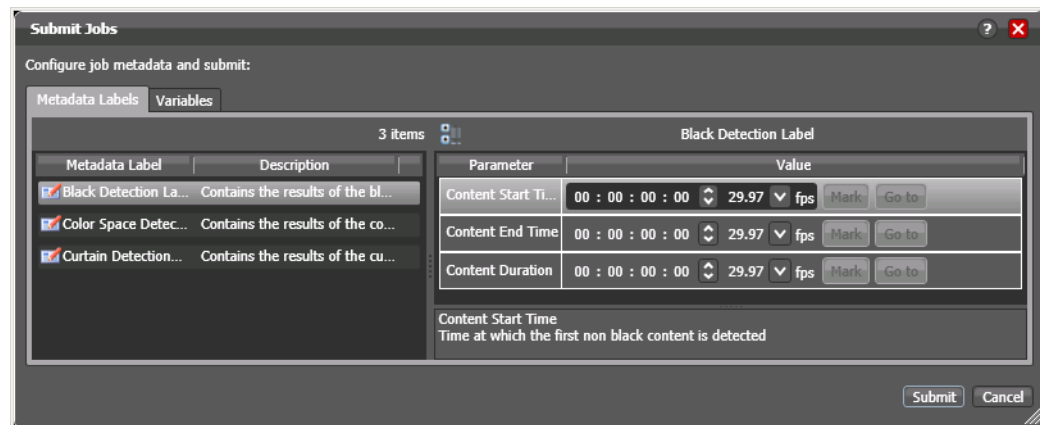 Submit Jobs ?
Configure job metadata and submit:
Metadata Labels Variables
3 items Black Detection Label
Metadata Label Description Parameter Value
Black Detection La... Contains the results of the bl... Content Start Ti... 00 : 00 : 00 : 00 29.97 fps Mark Go to
Color Space Detec... Contains the results of the co... Content End Time 00 : 00 : 00 : 00 29.97 fps Mark Go to
Curtain Detection... Contains the results of the cu... Content Duration 00 : 00 : 00 : 00 29.97 fps Mark Go to
Content Start Time
Time at which the first non black content is detected
Submit Cancel